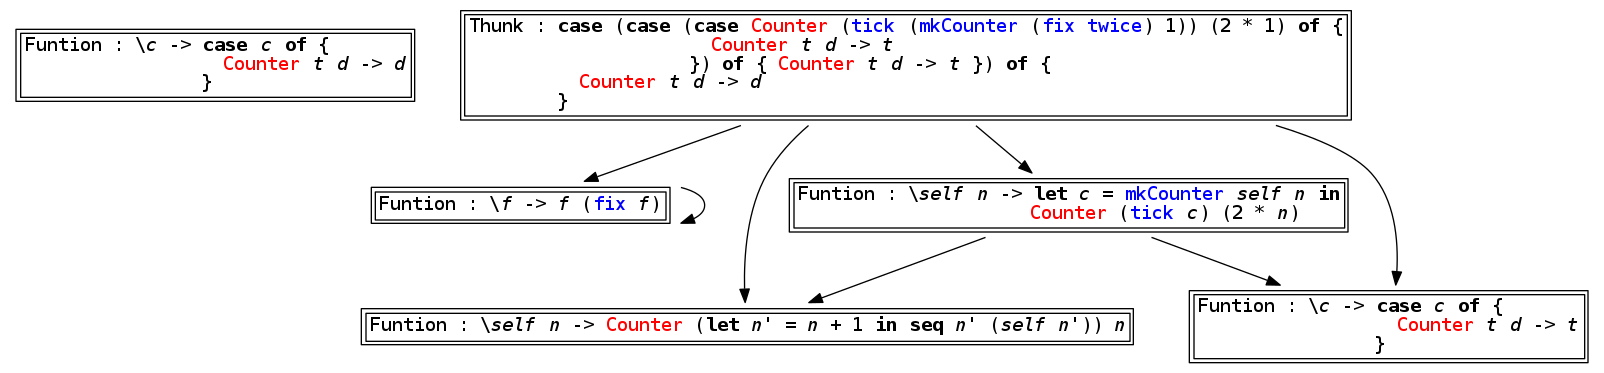 Funtion : \c -> case c of {
Counter t d -> d
}
Thunk : case (case (case Counter (tick (mkCounter (fix twice) 1)) (2 * 1) of {
Counter t d -> t
}) of { Counter t d -> t }) of {
Counter t d -> d
}
Funtion : \f -> f (fix f)
Funtion : \self n -> let c = mkCounter self n in
Counter (tick c) (2 * n)
Funtion : \self n -> Counter (let n' = n + 1 in seq n' (self n')) n
Funtion : \c -> case c of {
Counter t d -> t
}